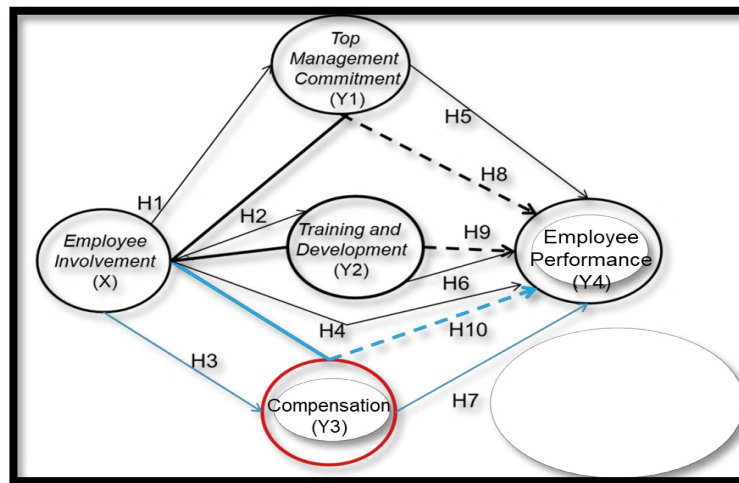 Top
Management
Commitment
(Y1)
H5
H8
H1
H2
Employee
Involvement
(X)
Training and
Development
(Y2)
H9
H6
Employee
Performance
(Y4)
H4
H10
H3
Compensation
(Y3)
H7